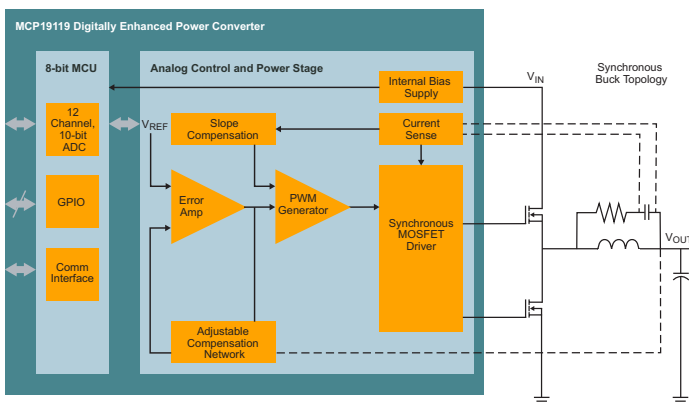 MCP19119 Digitally Enhanced Power Converter
8-bit MCU
Analog Control and Power Stage
12
Channel,
10-bit
ADC
GPIO
Comm
Interface
VREF
Slope
Compensation
Internal Bias
Supply
Current
Sense
Error
Amp
PWM
Generator
Synchronous
MOSFET
Driver
Adjustable
Compensation
Network
VIN
Synchronous
Buck Topology
VOUT